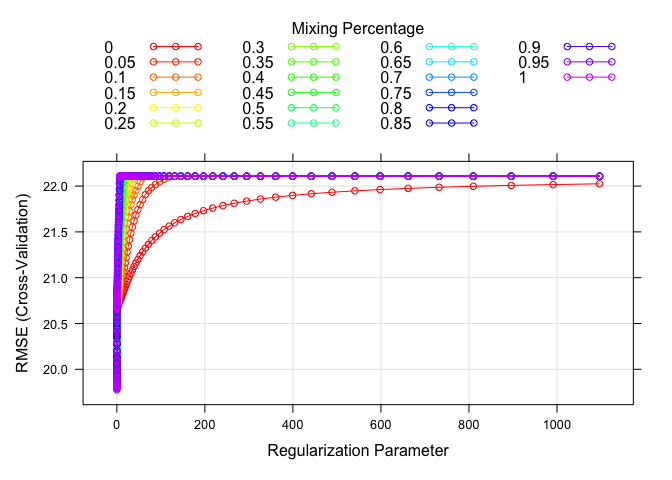 Mixing Percentage
0 0.3 0.6 0.9
0.05 0.35 0.65 0.95
0.1 0.4 0.7 1
0.15 0.45 0.75
0.2 0.5 0.8
0.25 0.55 0.85
22.0
21.5
21.0
20.5
20.0
RMSE (Cross-Validation)
0 200 400 600 800 1000
Regularization Parameter